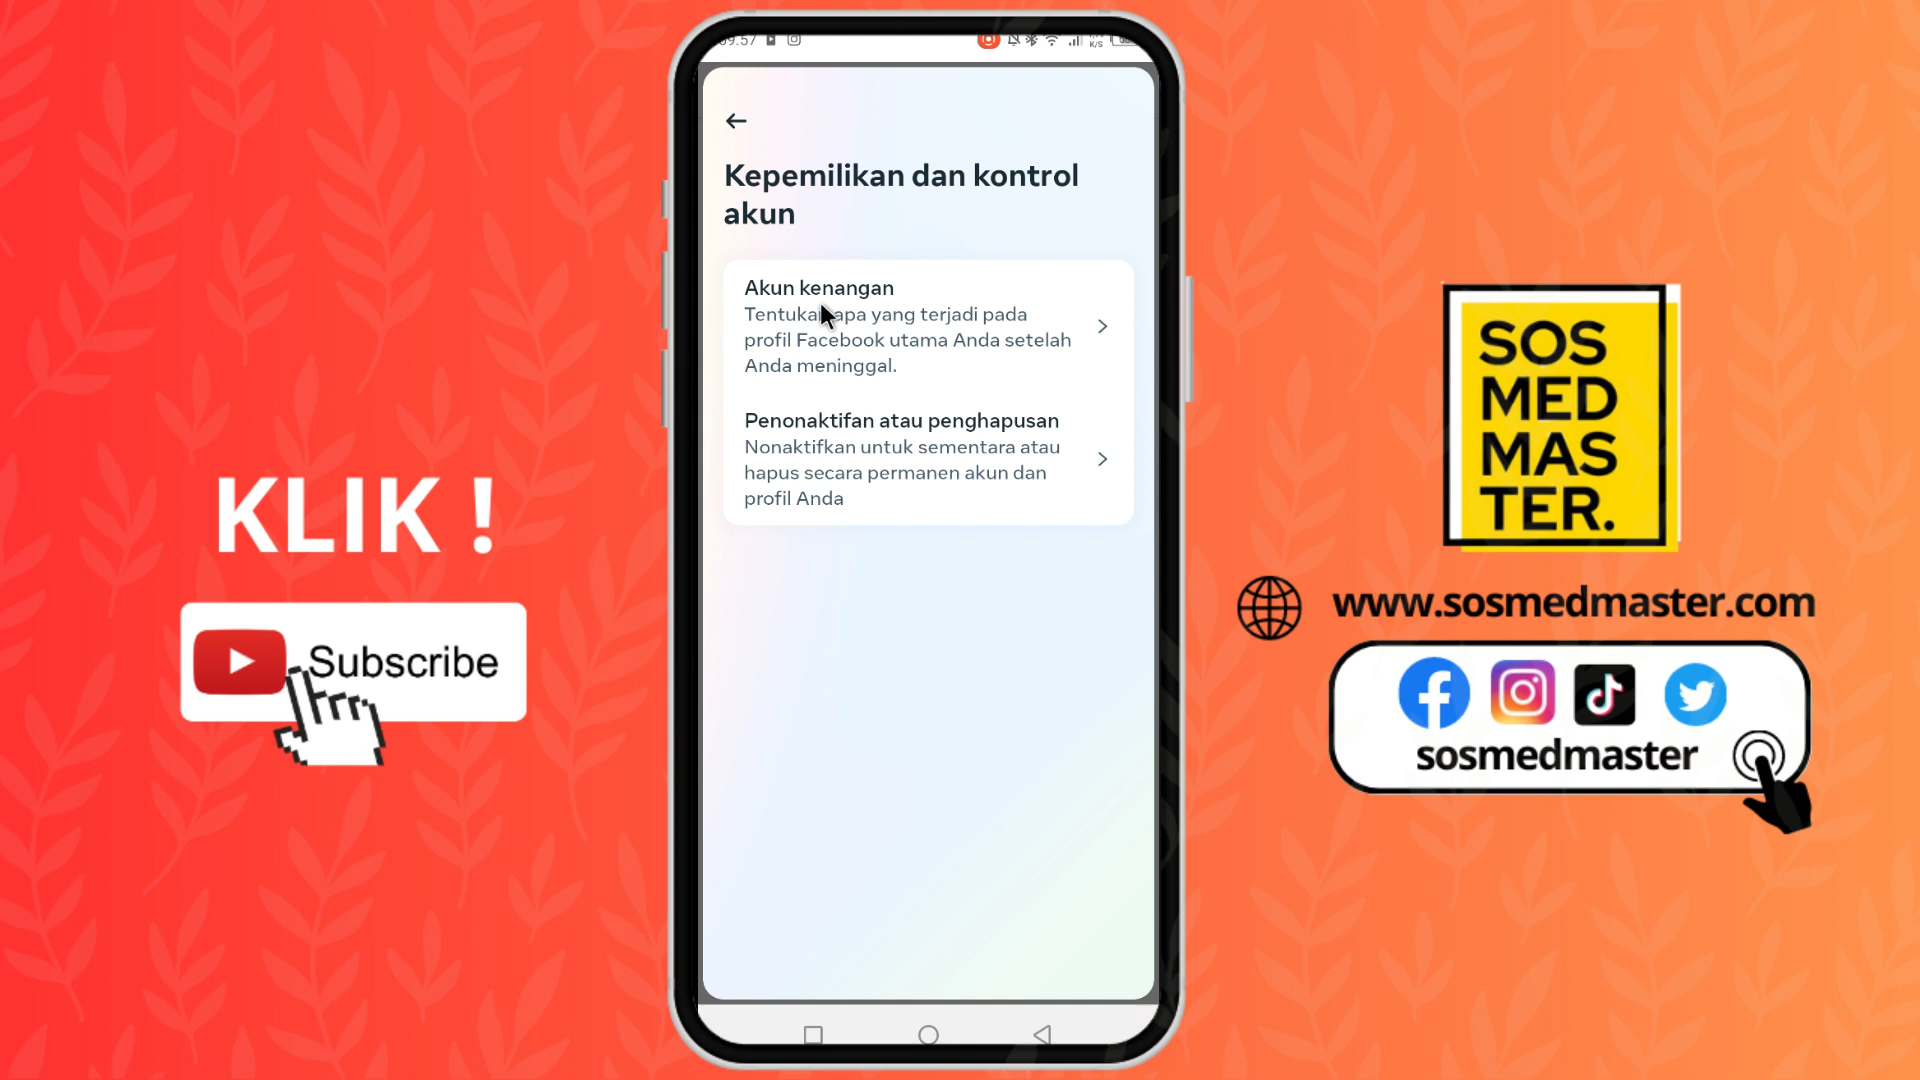 09.57
K/S
Kepemilikan dan kontrol
akun
Akun kenangan
Tentukan apa yang terjadi pada
profil Facebook utama Anda setelah
Anda meninggal.
Penonaktifan atau penghapusan
Nonaktifkan untuk sementara atau
hapus secara permanen akun dan
profil Anda
KLIK !
Subscribe
SOS
MED
MAS
TER.
www.sosmedmaster.com
sosmedmaster